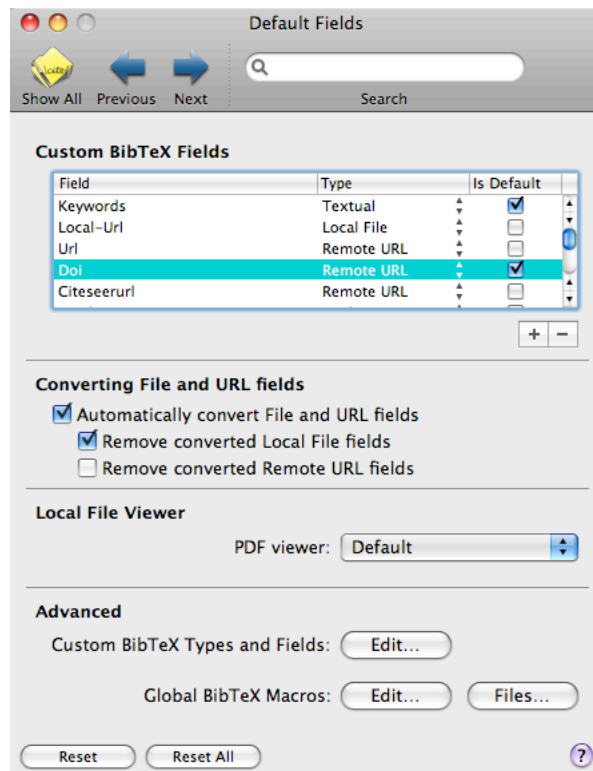 Default Fields
Show All Previous Next Search
Custom BibTeX Fields
Field Type Is Default
Keywords Textual
Local-Url Local File
Url Remote URL
Doi Remote URL
Citeseerurl Remote URL
+ −
Converting File and URL fields
Automatically convert File and URL fields
Remove converted Local File fields
Remove converted Remote URL fields
Local File Viewer
PDF viewer: Default
Advanced
Custom BibTeX Types and Fields: Edit...
Global BibTeX Macros: Edit... Files...
Reset Reset All ?